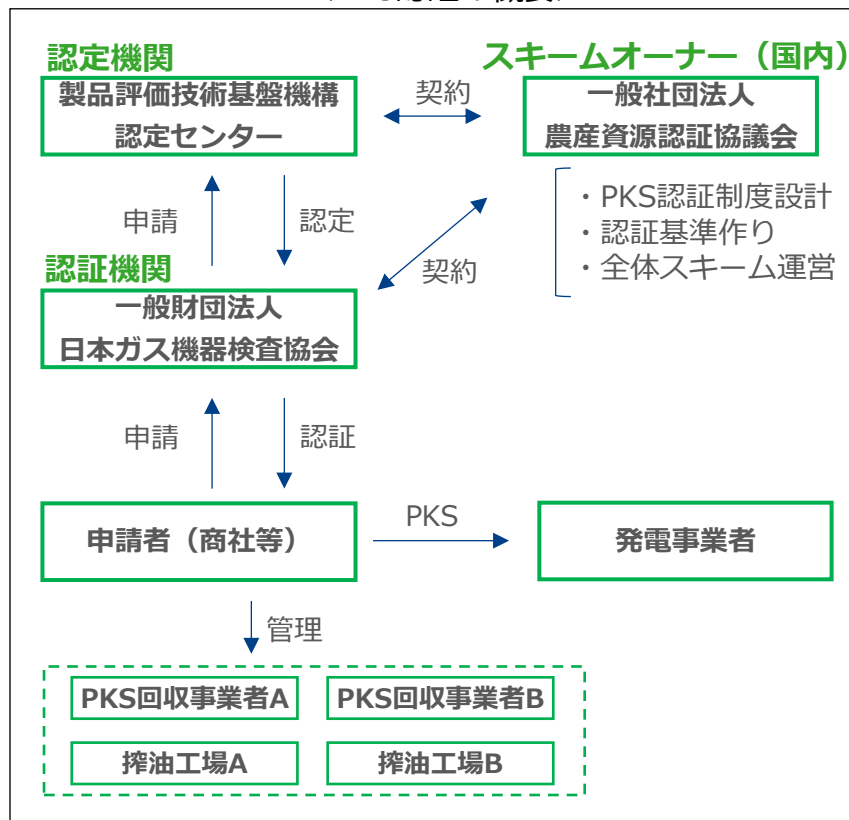 認定機関
製品評価技術基盤機構
認定センター
契約
スキームオーナー（国内）
一般社団法人
農産資源認証協議会
・PKS認証制度設計
・認証基準作り
・全体スキーム運営
申請
認定
契約
認証機関
一般財団法人
日本ガス機器検査協会
申請
認証
申請者（商社等）
PKS
発電事業者
管理
PKS回収事業者A
PKS回収事業者B
搾油工場A
搾油工場B